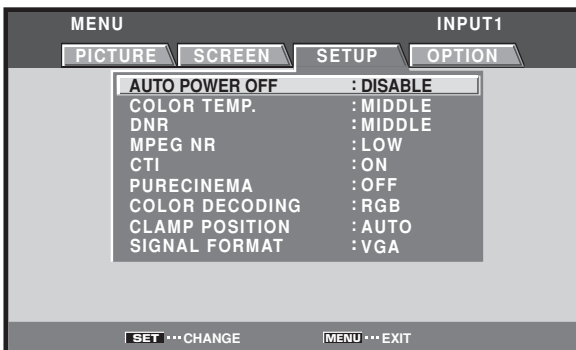 MENU INPUT1
PICTURE SCREEN SETUP OPTION
AUTO POWER OFF : DISABLE
COLOR TEMP. : MIDDLE
DNR : MIDDLE
MPEG NR : LOW
CTI : ON
PURECINEMA : OFF
COLOR DECODING : RGB
CLAMP POSITION : AUTO
SIGNAL FORMAT : VGA
SET ··· CHANGE MENU ··· EXIT